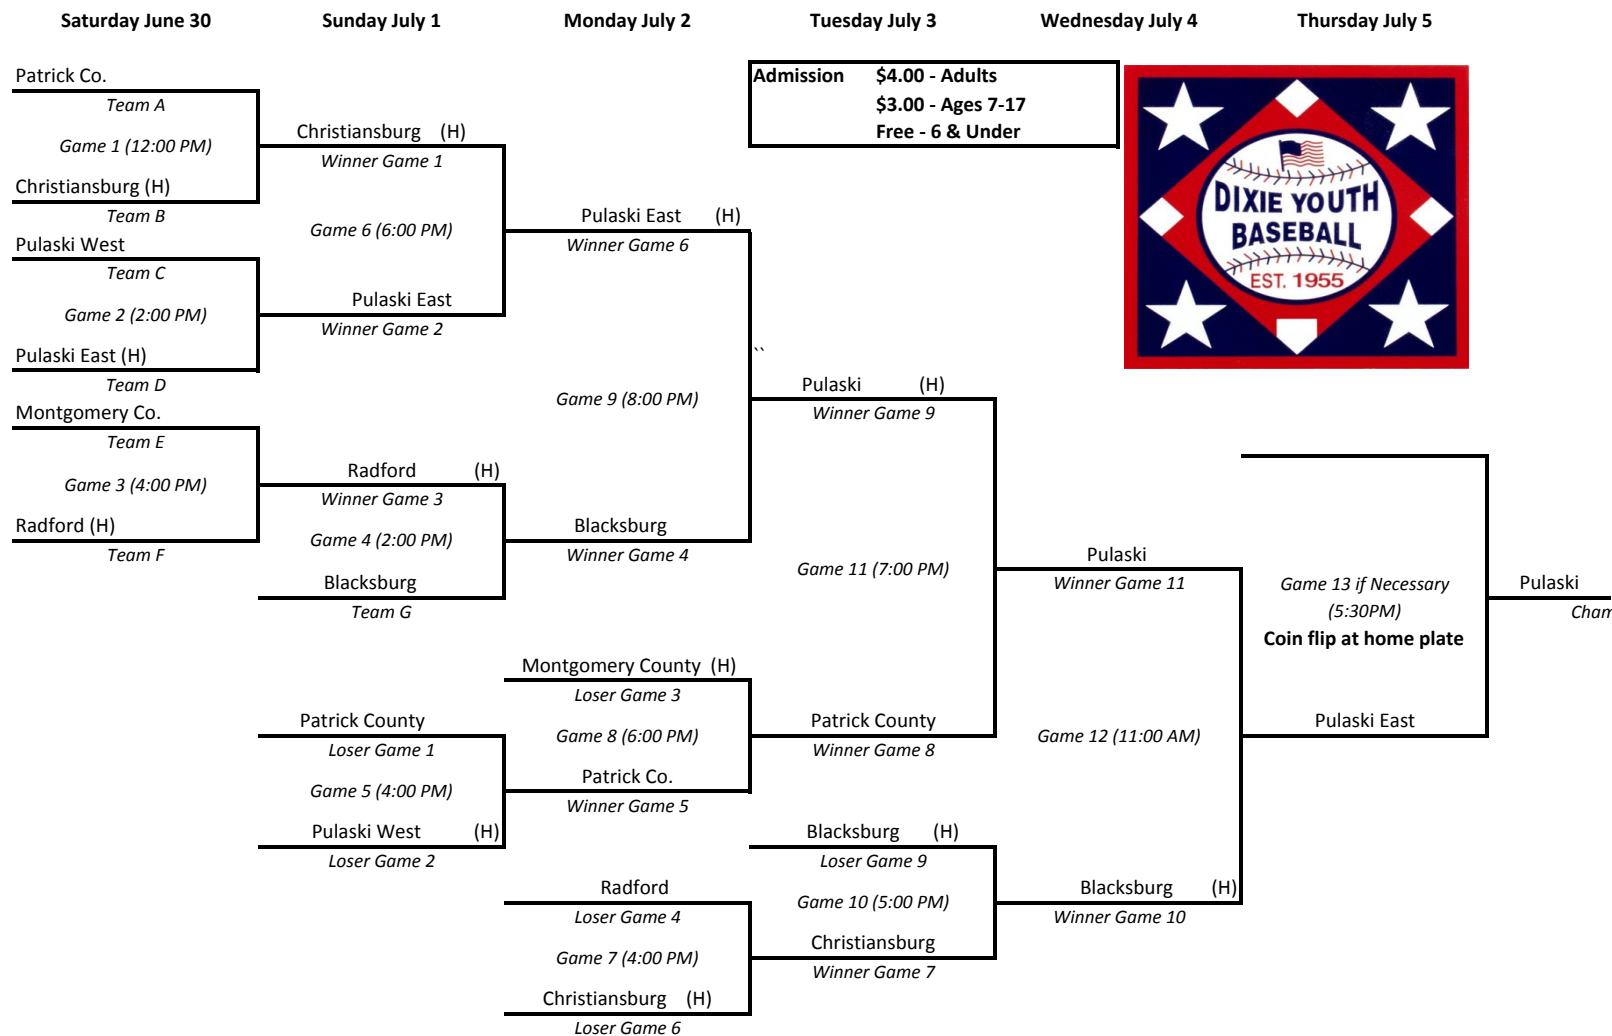 Saturday June 30
Sunday July 1
Monday July 2
Tuesday July 3
Wednesday July 4
Thursday July 5
Admission $4.00 - Adults
$3.00 - Ages 7-17
Free - 6 & Under
DIXIE YOUTH
BASEBALL
EST. 1955
Patrick Co.
Team A
Game 1 (12:00 PM)
Christiansburg (H)
Team B
Pulaski West
Team C
Game 2 (2:00 PM)
Pulaski East (H)
Team D
Montgomery Co.
Team E
Game 3 (4:00 PM)
Radford (H)
Team F
Christiansburg (H)
Winner Game 1
Game 6 (6:00 PM)
Pulaski East
Winner Game 2
Radford (H)
Winner Game 3
Game 4 (2:00 PM)
Blacksburg
Team G
Patrick County
Loser Game 1
Game 5 (4:00 PM)
Pulaski West (H)
Loser Game 2
Pulaski East (H)
Winner Game 6
Game 9 (8:00 PM)
Blacksburg
Winner Game 4
Montgomery County (H)
Loser Game 3
Game 8 (6:00 PM)
Patrick Co.
Winner Game 5
Radford
Loser Game 4
Game 7 (4:00 PM)
Christiansburg (H)
Loser Game 6
``
Pulaski (H)
Winner Game 9
Game 11 (7:00 PM)
Patrick County
Winner Game 8
Blacksburg (H)
Loser Game 9
Game 10 (5:00 PM)
Christiansburg
Winner Game 7
Pulaski
Winner Game 11
Game 12 (11:00 AM)
Blacksburg (H)
Winner Game 10
Game 13 if Necessary
(5:30PM)
Coin flip at home plate
Pulaski East
Pulaski
Cham